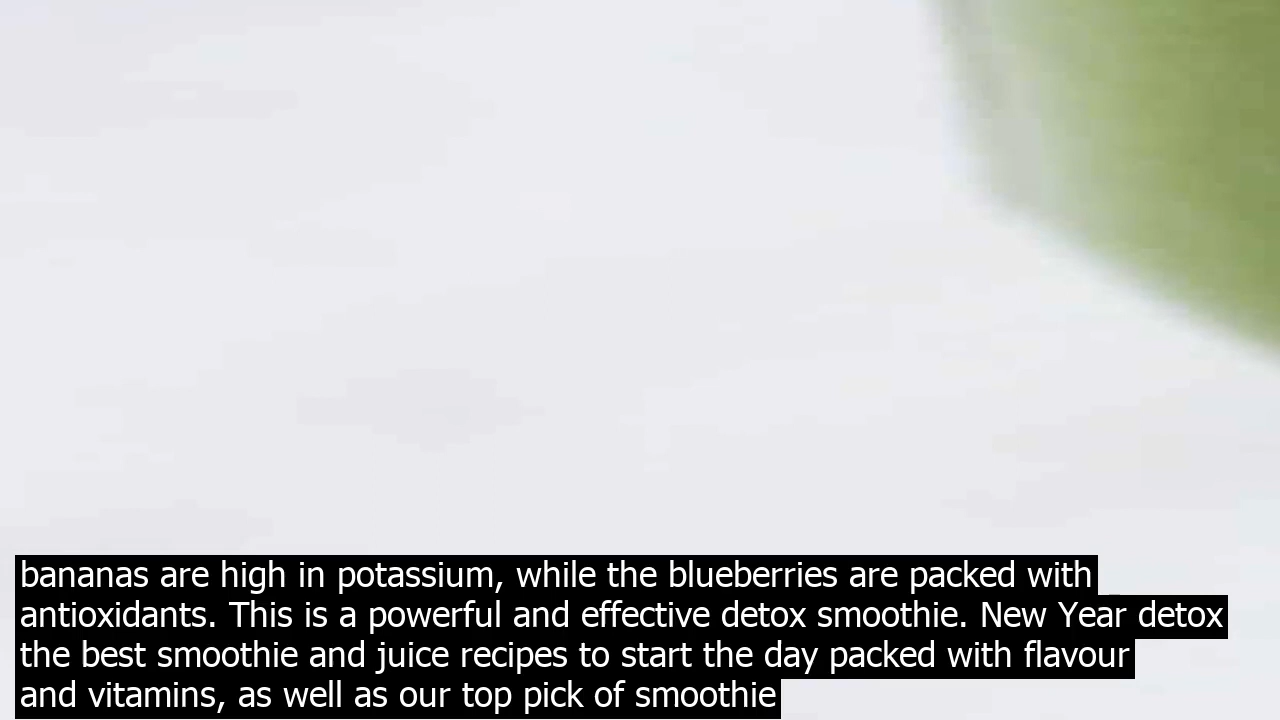 bananas are high in potassium, while the blueberries are packed with
antioxidants. This is a powerful and effective detox smoothie. New Year detox
the best smoothie and juice recipes to start the day packed with flavour
and vitamins, as well as our top pick of smoothie